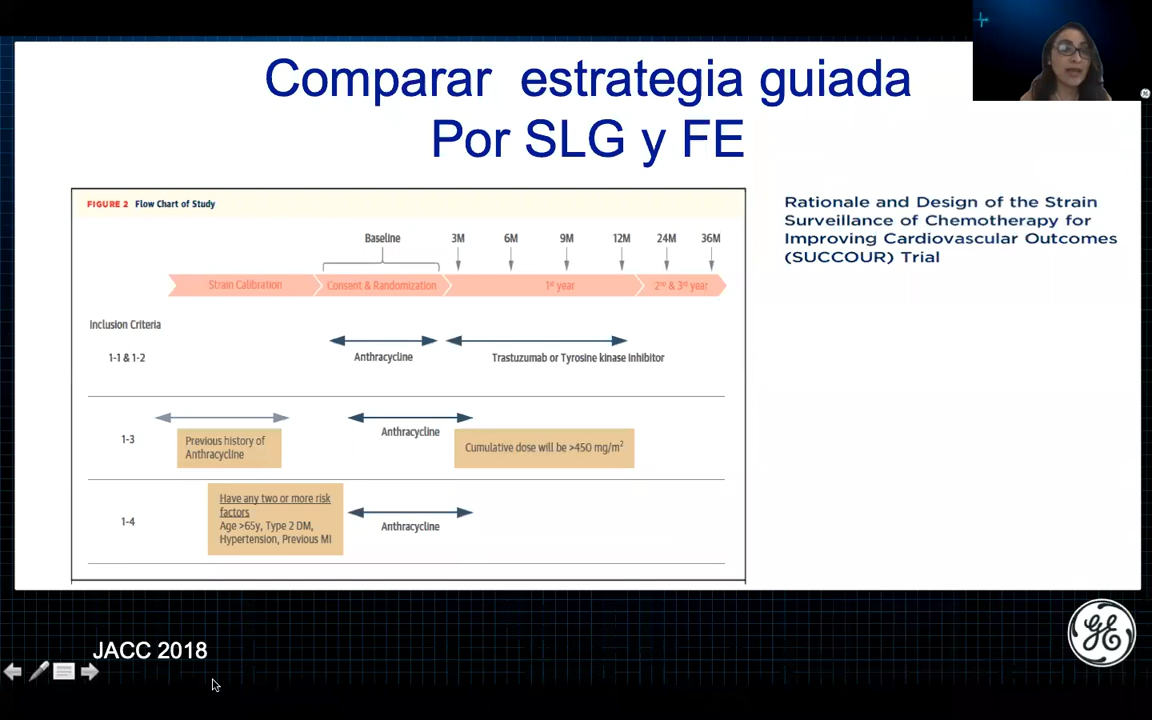 Comparar estrategia guiada
Por SLG y FE
FIGURE 2 Flow Chart of Study
Baseline
3M 6M 9M 12M 24M 36M
Strain Calibration
Consent & Randomization
1st year
2nd & 3rd year
Inclusion Criteria
1-1 & 1-2
Anthracycline
Trastuzumab or Tyrosine kinase inhibitor
1-3
Previous history of
Anthracycline
Anthracycline
Cumulative dose will be >450 mg/m2
1-4
Have any two or more risk
factors
Age >65y, Type 2 DM,
Hypertension, Previous MI
Anthracycline
Rationale and Design of the Strain
Surveillance of Chemotherapy for
Improving Cardiovascular Outcomes
(SUCCOUR) Trial
JACC 2018
GE